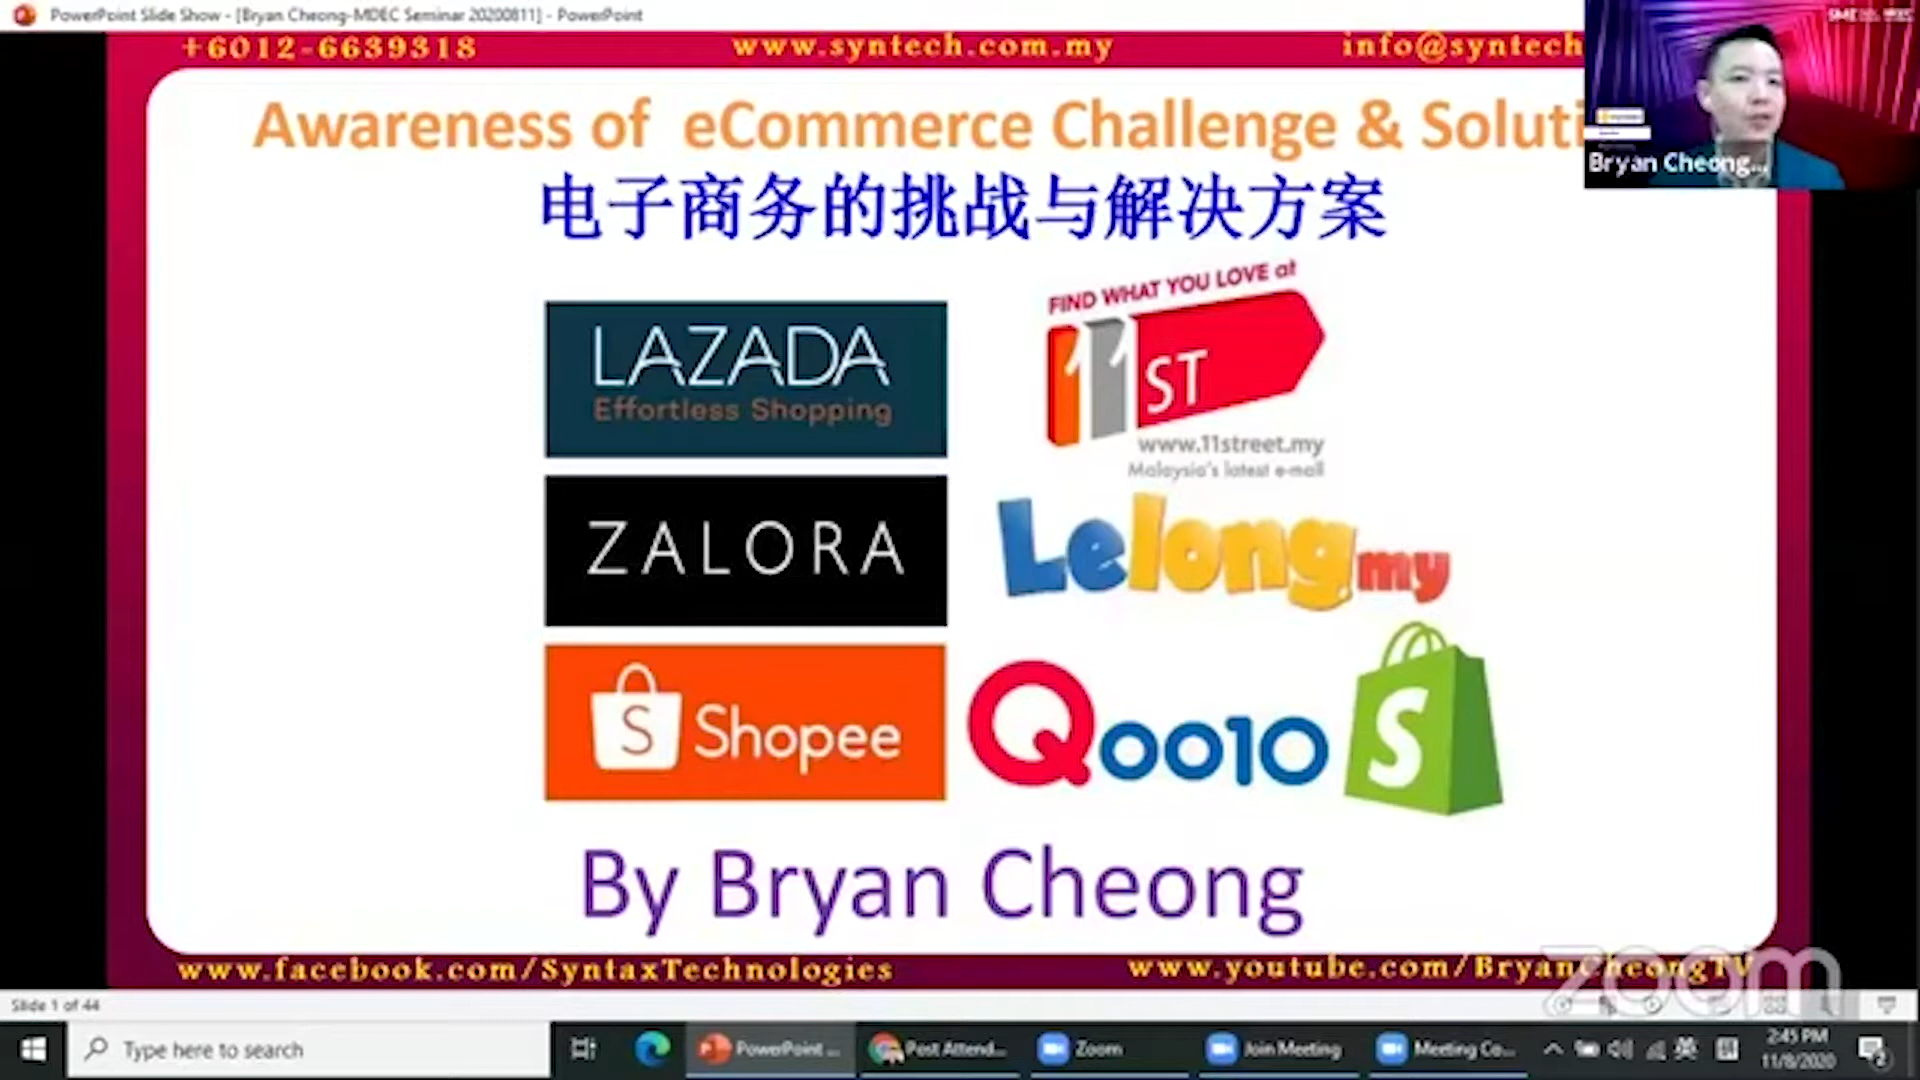 PowerPoint Slide Show - [Bryan Cheong-MDEC Seminar 20200811] - PowerPoint
+6012-6639318 www.syntech.com.my info@syntech
Awareness of eCommerce Challenge & Soluti
电子商务的挑战与解决方案
Bryan Cheong...
LAZADA
Effortless Shopping
FIND WHAT YOU LOVE at
11ST
www.11street.my
Malaysia's latest e-mall
ZALORA
Lelong my
S Shopee
Qoo10
S
By Bryan Cheong
www.facebook.com/SyntaxTechnologies www.youtube.com/BryanCheongTV
zoom
Slide 1 of 44
Type here to search
PowerPoint ... Post Attend... Zoom Join Meeting Meeting Co... 英 拼 2:45 PM
11/8/2020
2